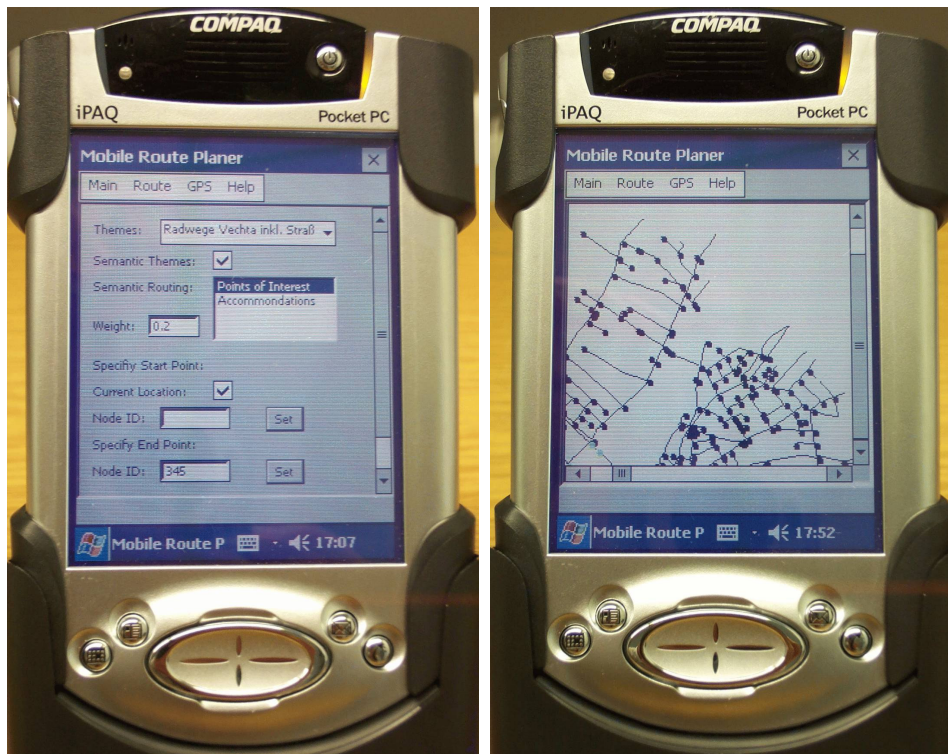 COMPAQ
iPAQ Pocket PC
Mobile Route Planer
Main Route GPS Help
Themes: Radwege Vechta inkl. Straß
Semantic Themes:
Semantic Routing: Points of Interest
Accommondations
Weight: 0.2
Specifiy Start Point:
Current Location:
Node ID: Set
Specify End Point:
Node ID: 345 Set
Mobile Route P 17:07
COMPAQ
iPAQ Pocket PC
Mobile Route Planer
Main Route GPS Help
Mobile Route P 17:52